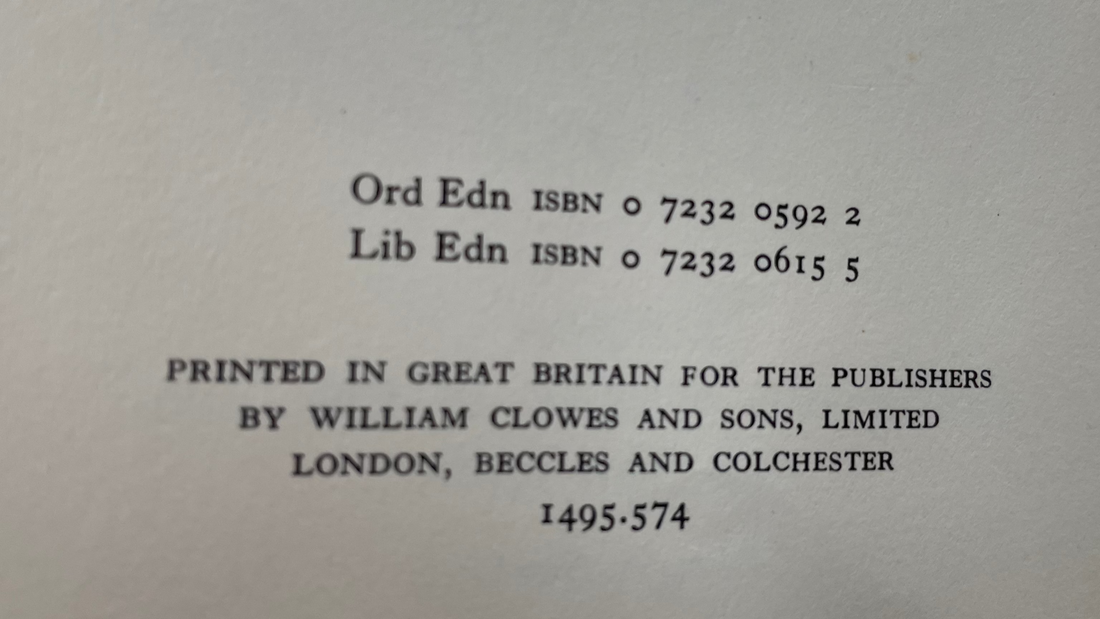 Ord Edn ISBN 0 7232 0592 2
Lib Edn ISBN 0 7232 0615 5
PRINTED IN GREAT BRITAIN FOR THE PUBLISHERS
BY WILLIAM CLOWES AND SONS, LIMITED
LONDON, BECCLES AND COLCHESTER
1495·574